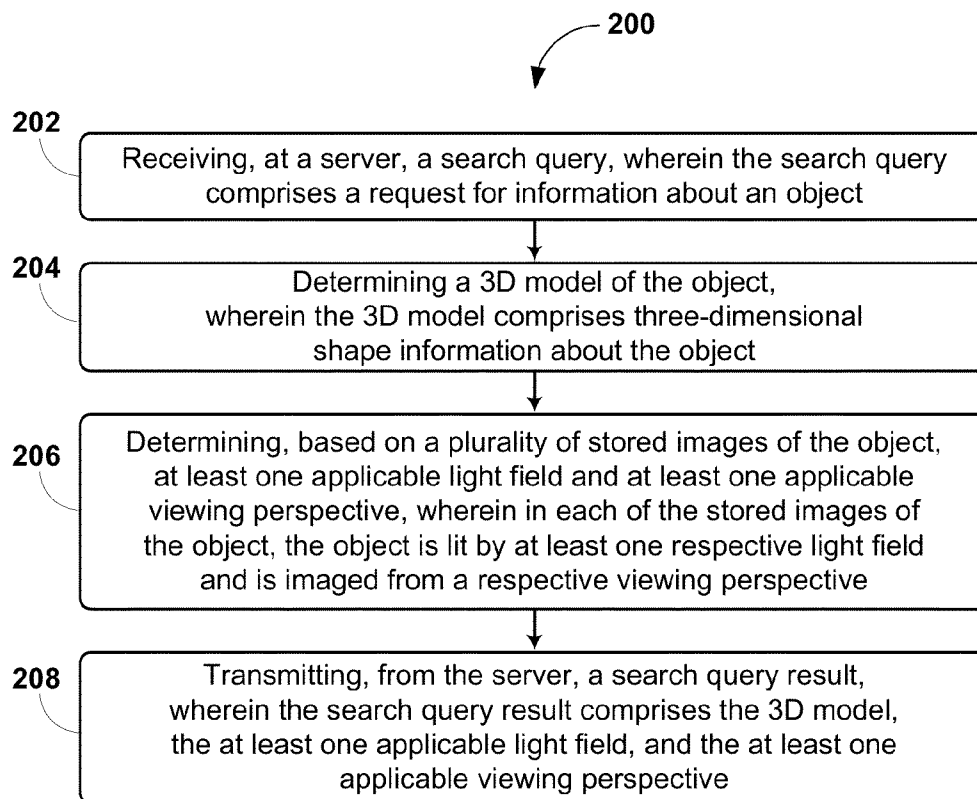 200
202
Receiving, at a server, a search query, wherein the search query
comprises a request for information about an object
204
Determining a 3D model of the object,
wherein the 3D model comprises three-dimensional
shape information about the object
206
Determining, based on a plurality of stored images of the object,
at least one applicable light field and at least one applicable
viewing perspective, wherein in each of the stored images of
the object, the object is lit by at least one respective light field
and is imaged from a respective viewing perspective
208
Transmitting, from the server, a search query result,
wherein the search query result comprises the 3D model,
the at least one applicable light field, and the at least one
applicable viewing perspective